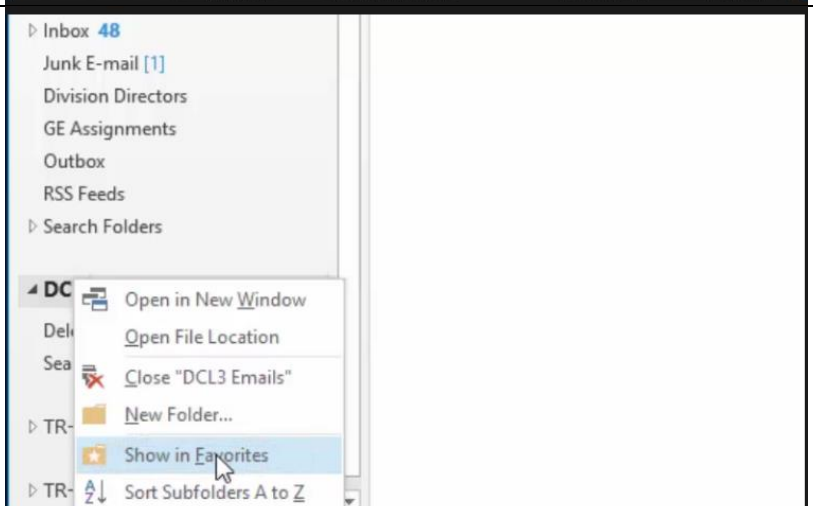 Inbox 48
Junk E-mail [1]
Division Directors
GE Assignments
Outbox
RSS Feeds
Search Folders
DC
Open in New Window
Dele
Open File Location
Sea
Close "DCL3 Emails"
New Folder...
TR-
Show in Favorites
TR-
Sort Subfolders A to Z